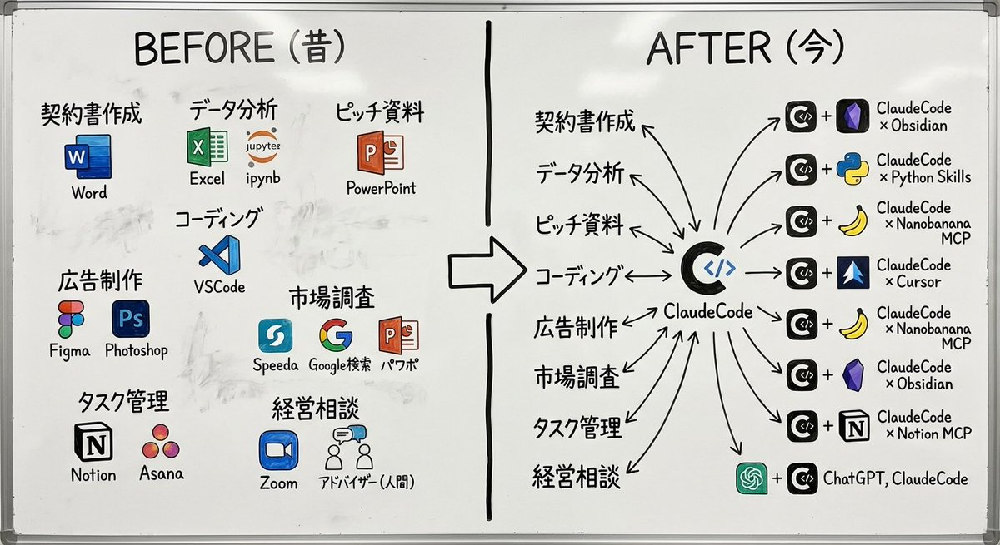 BEFORE (昔)
契約書作成
W
Word
データ分析
X
Excel
jupyter
ipynb
ピッチ資料
P
PowerPoint
コーディング
VSCode
広告制作
Figma
Ps
Photoshop
市場調査
Speeda
G
Google検索
P
パワポ
タスク管理
N
Notion
Asana
経営相談
Zoom
アドバイザー(人間)
AFTER (今)
契約書作成
データ分析
ピッチ資料
コーディング
広告制作
市場調査
タスク管理
経営相談
C</>
ClaudeCode
C</> +
ClaudeCode
×Obsidian
C</> +
ClaudeCode
×Python Skills
C</> +
ClaudeCode
×Nanobanana
MCP
C</> +
ClaudeCode
×Cursor
C</> +
ClaudeCode
×Nanobanana
MCP
C</> +
ClaudeCode
×Obsidian
C</> + N
ClaudeCode
×Notion MCP
+ C</> ChatGPT, ClaudeCode